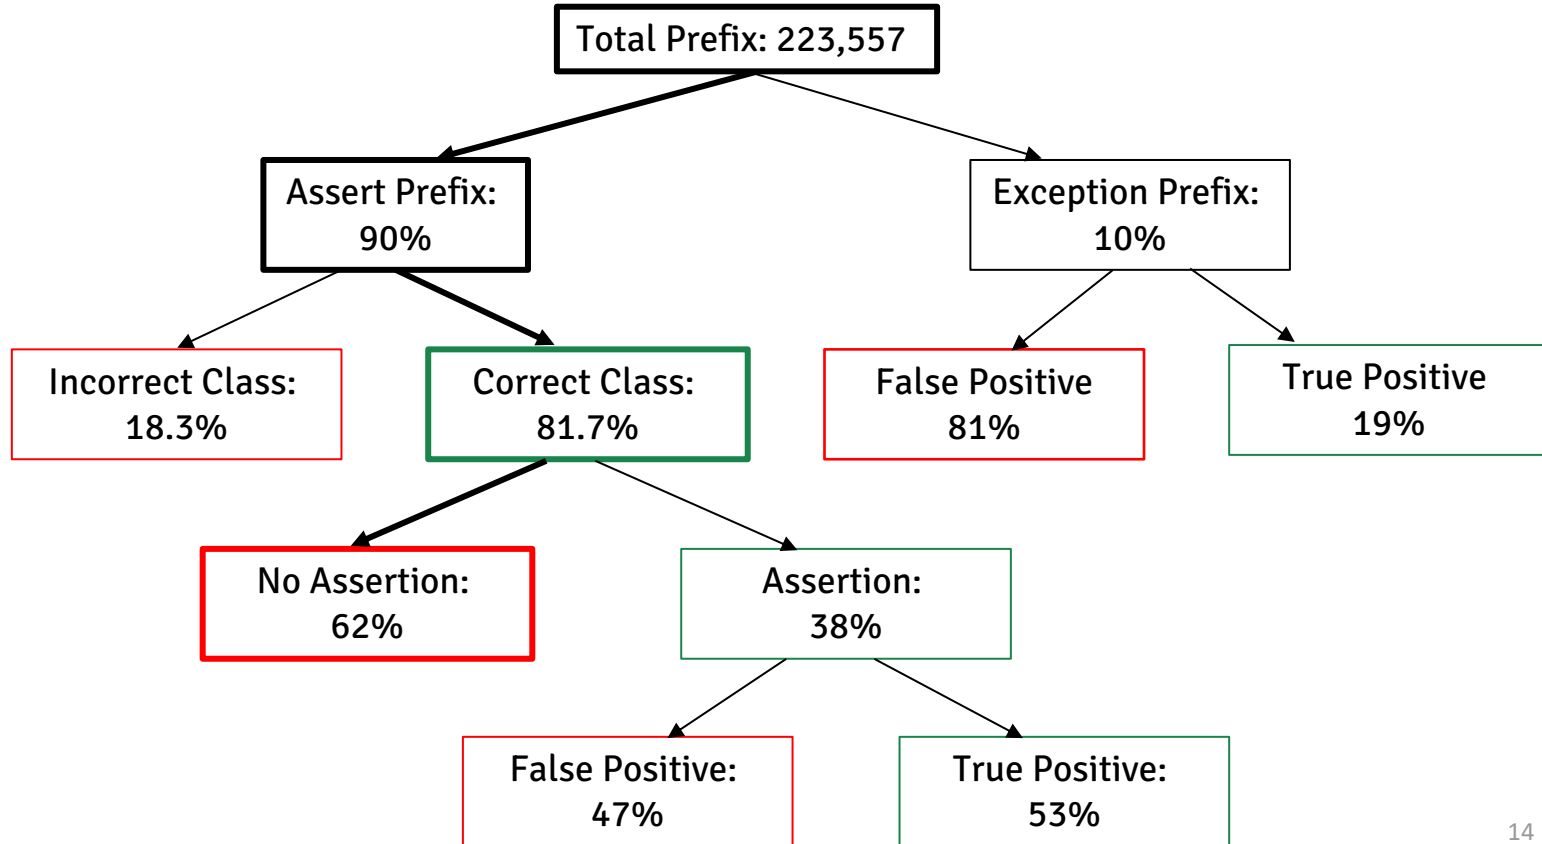 Total Prefix: 223,557
Assert Prefix:
90%
Exception Prefix:
10%
Incorrect Class:
18.3%
Correct Class:
81.7%
False Positive
81%
True Positive
19%
No Assertion:
62%
Assertion:
38%
False Positive:
47%
True Positive:
53%
14